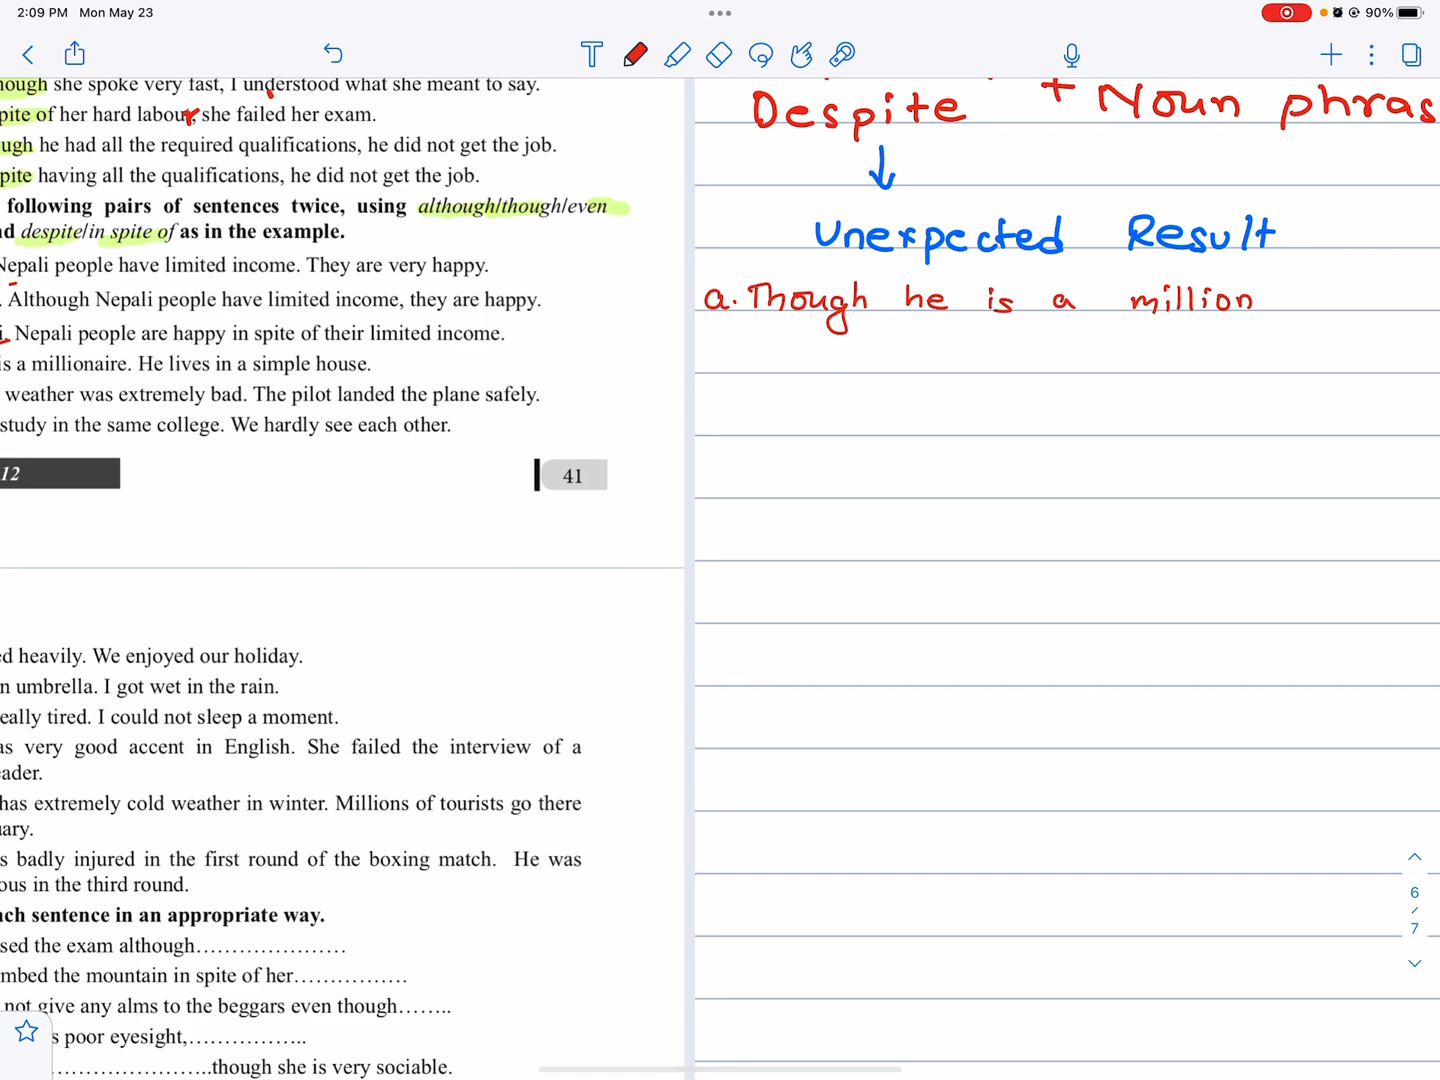 2:09 PM Mon May 23
90%
hough she spoke very fast, I understood what she meant to say.
pite of her hard labour she failed her exam.
ugh he had all the required qualifications, he did not get the job.
pite having all the qualifications, he did not get the job.
following pairs of sentences twice, using although/though/even
d despite/in spite of as in the example.
Nepali people have limited income. They are very happy.
. Although Nepali people have limited income, they are happy.
i. Nepali people are happy in spite of their limited income.
is a millionaire. He lives in a simple house.
weather was extremely bad. The pilot landed the plane safely.
study in the same college. We hardly see each other.
12
41
ed heavily. We enjoyed our holiday.
n umbrella. I got wet in the rain.
eally tired. I could not sleep a moment.
as very good accent in English. She failed the interview of a
eader.
has extremely cold weather in winter. Millions of tourists go there
uary.
s badly injured in the first round of the boxing match. He was
ous in the third round.
ach sentence in an appropriate way.
sed the exam although.....................
mbed the mountain in spite of her................
not give any alms to the beggars even though........
s poor eyesight,.................
.......................though she is very sociable.
Despite + Noun phras
↓
Unexpected Result
a. Though he is a million
6
/
7